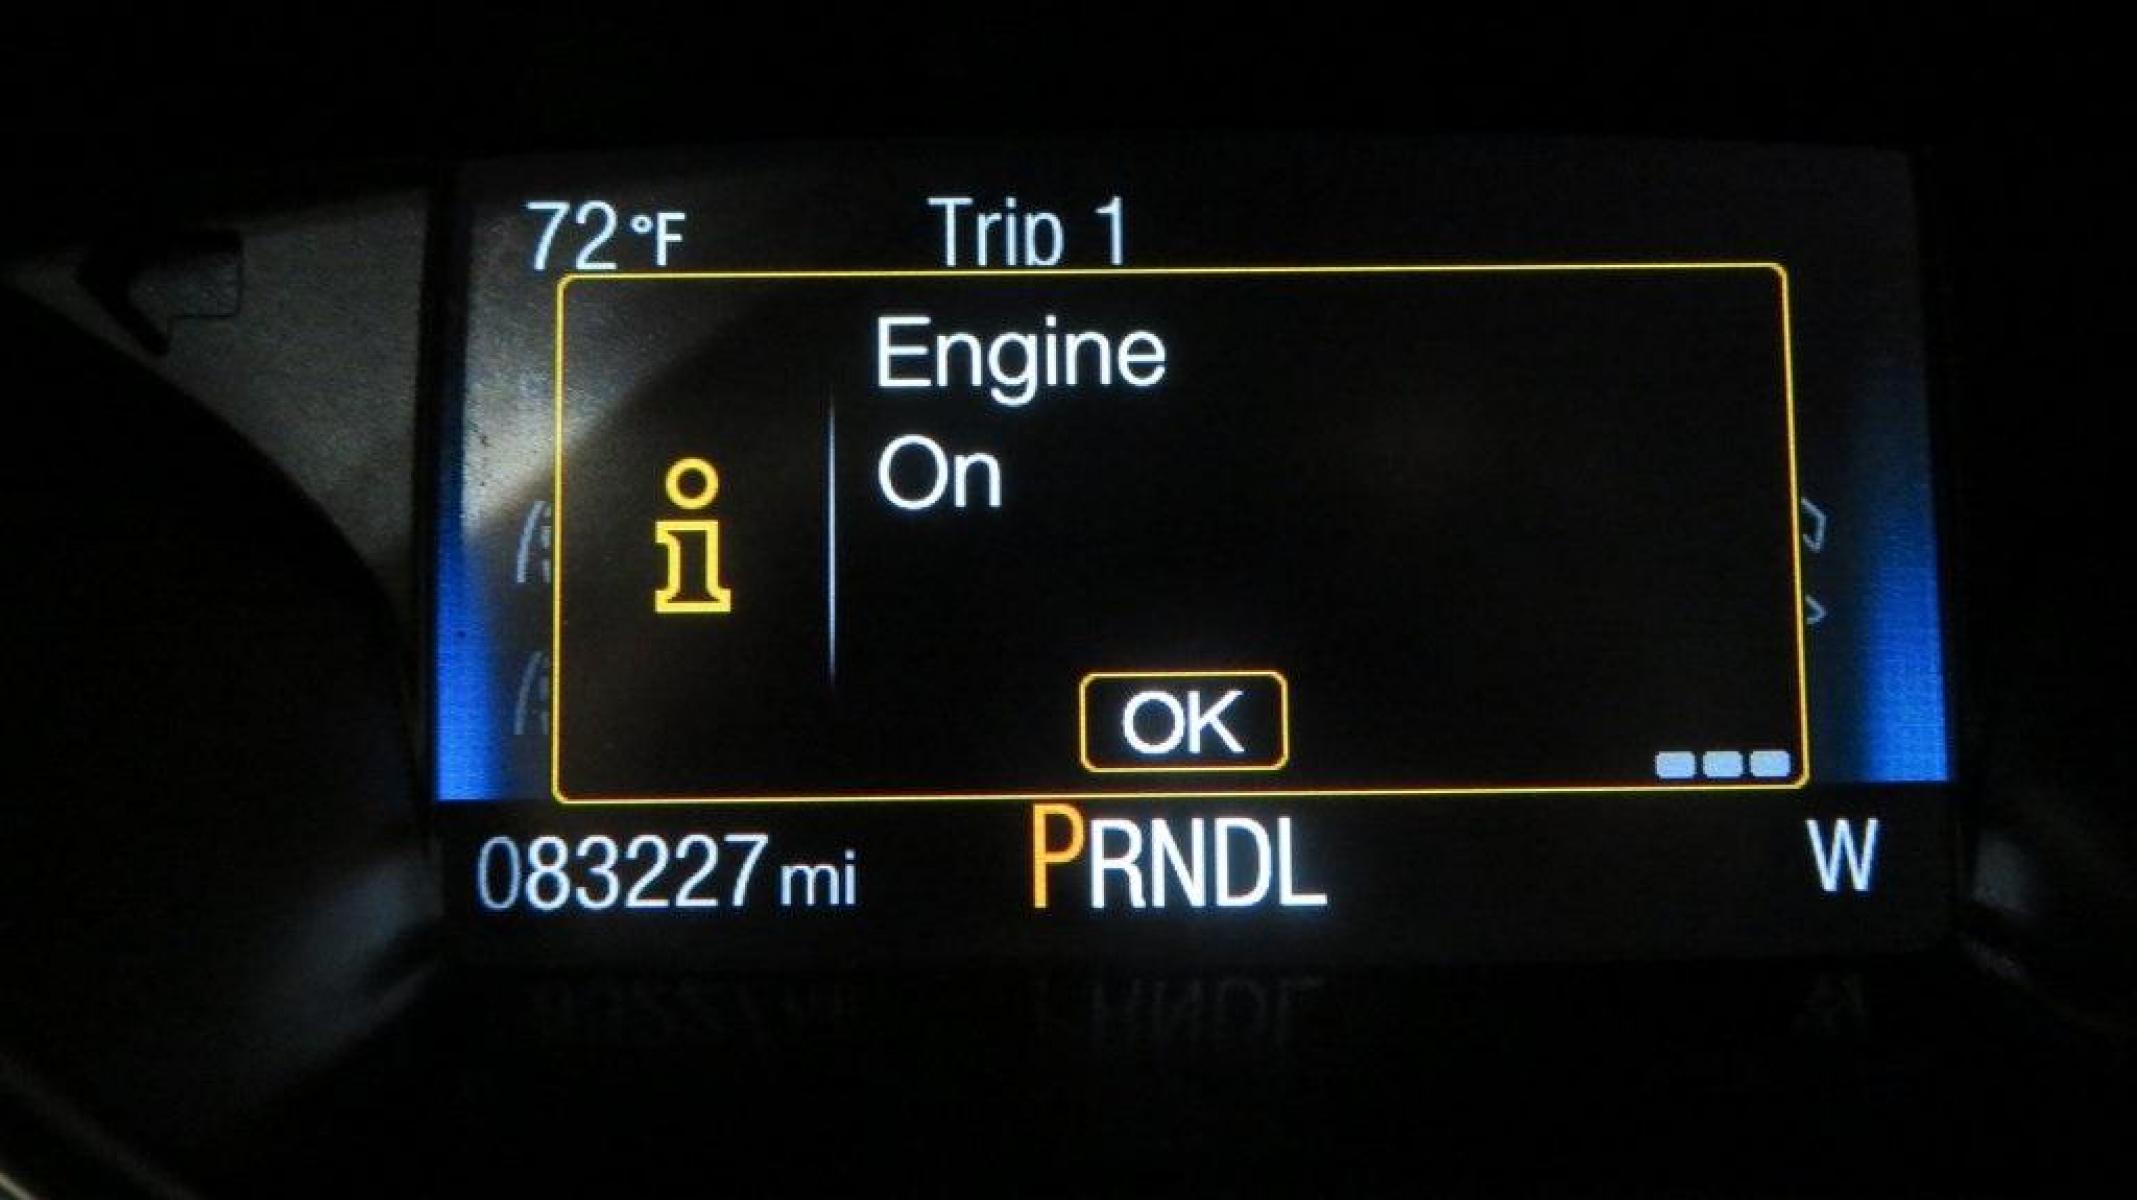 72°F Trip 1
Engine
On
OK
083227 mi PRNDL W